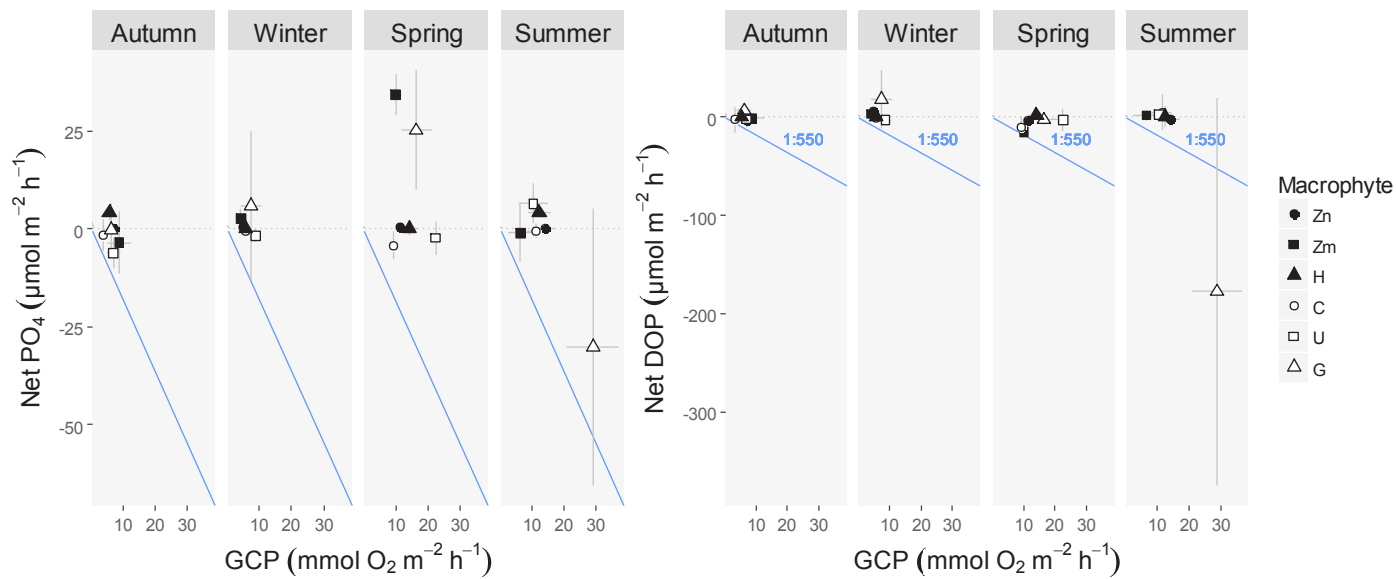 Autumn Winter Spring Summer
25
0
-25
-50
Net PO4 (µmol m−2 h−1)
10 20 30 10 20 30 10 20 30 10 20 30
GCP (mmol O2 m−2 h−1)
Autumn Winter Spring Summer
1:550 1:550 1:550 1:550
0
-100
-200
-300
Net DOP (µmol m−2 h−1)
10 20 30 10 20 30 10 20 30 10 20 30
GCP (mmol O2 m−2 h−1)
Macrophyte
Zn
Zm
H
C
U
G